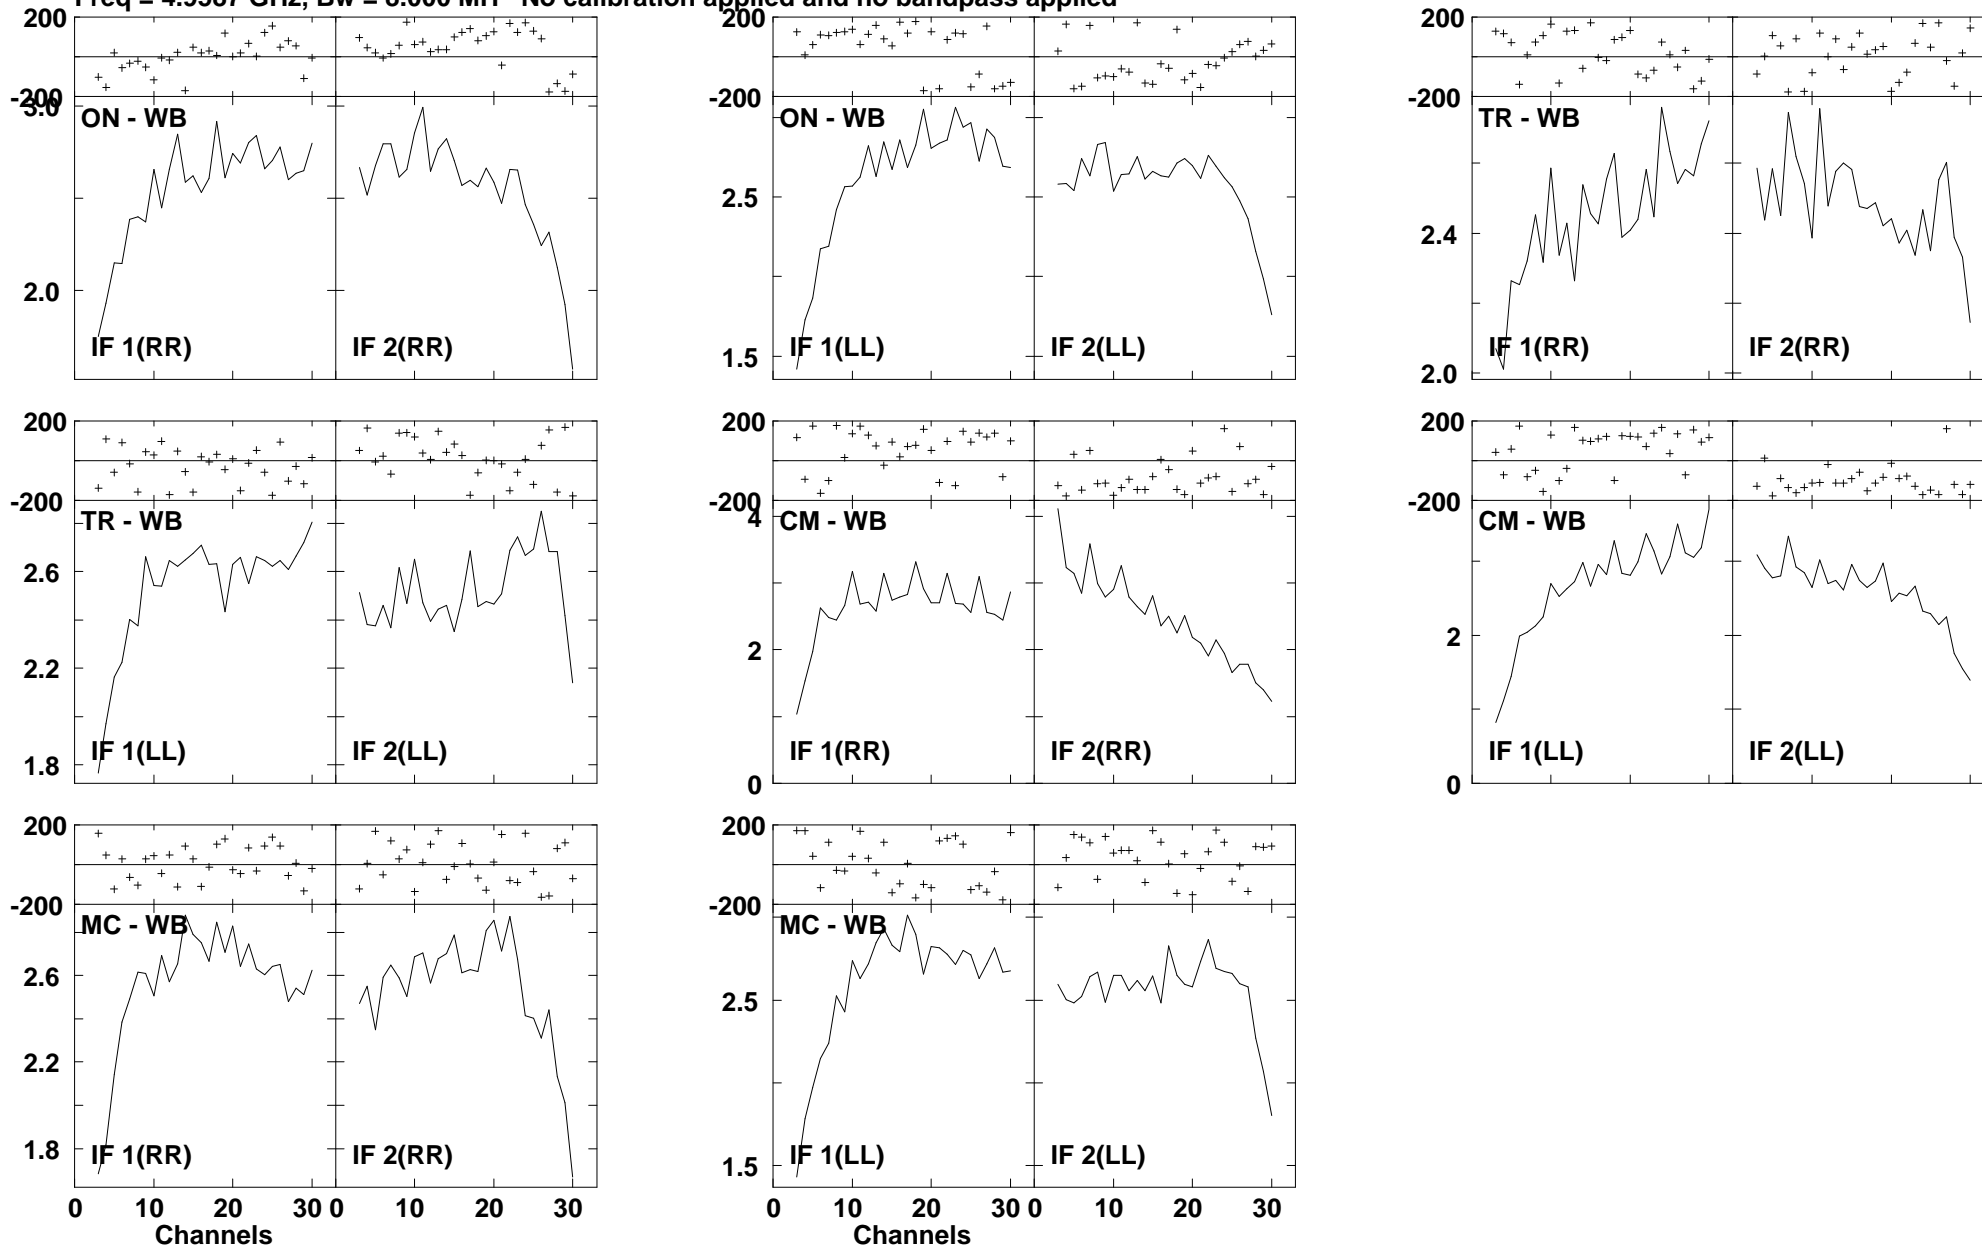 Freq = 4.9587 GHz, Bw = 8.000 MH No calibration applied and no bandpass applied
200 200 200
-200 -200 -200
3.0 ON - WB ON - WB TR - WB
2.5 2.4
2.0
IF 1(RR) IF 2(RR) IF 1(LL) IF 2(LL) IF 1(RR) IF 2(RR)
1.5 2.0
200 200 200
-200 -200 -200
TR - WB 4 CM - WB CM - WB
2.6
2 2
2.2
IF 1(LL) IF 2(LL) IF 1(RR) IF 2(RR) IF 1(LL) IF 2(LL)
1.8 0 0
200 200
-200 -200
MC - WB MC - WB
2.6 2.5
2.2
1.8 IF 1(RR) IF 2(RR) 1.5 IF 1(LL) IF 2(LL)
0 10 20 30 0 10 20 30 0 10 20 30 0 10 20 30
Channels Channels